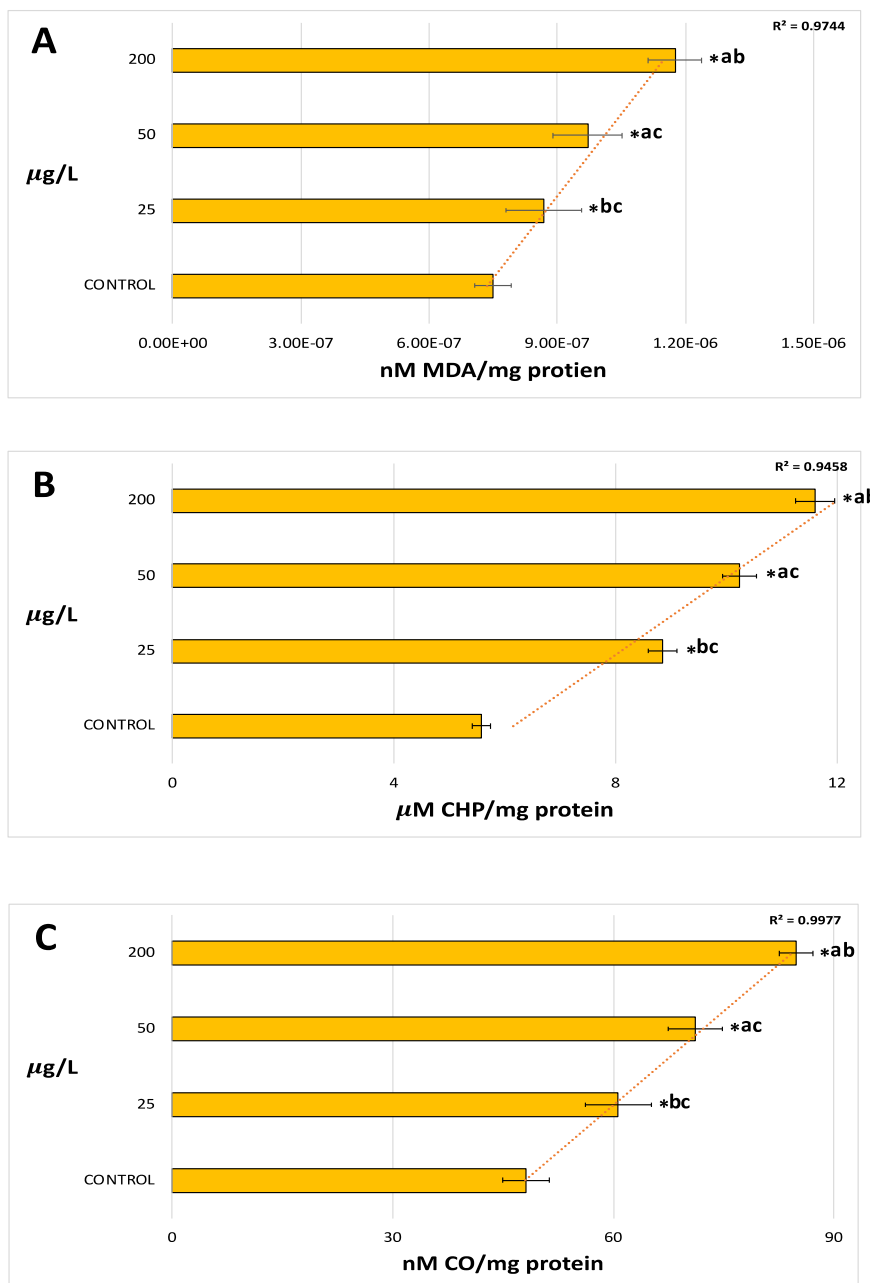 A
R² = 0.9744
200
*ab
50
*ac
µg/L
25
*bc
CONTROL
0.00E+00 3.00E-07 6.00E-07 9.00E-07 1.20E-06 1.50E-06
nM MDA/mg protien
B
R² = 0.9458
200
*ab
50
*ac
µg/L
25
*bc
CONTROL
0 4 8 12
µM CHP/mg protein
C
R² = 0.9977
200
*ab
50
*ac
µg/L
25
*bc
CONTROL
0 30 60 90
nM CO/mg protein